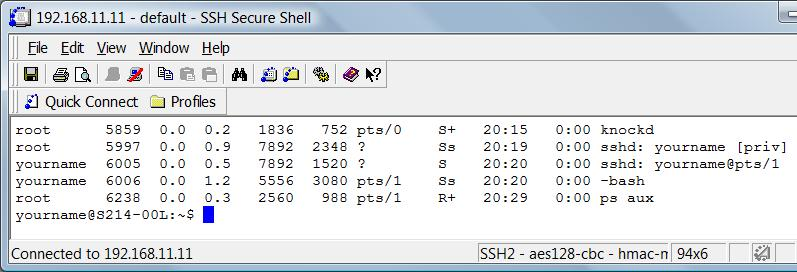 192.168.11.11 - default - SSH Secure Shell
File Edit View Window Help
Quick Connect Profiles
root 5859 0.0 0.2 1836 752 pts/0 S+ 20:15 0:00 knockd
root 5997 0.0 0.9 7892 2348 ? Ss 20:19 0:00 sshd: yourname [priv]
yourname 6005 0.0 0.5 7892 1520 ? S 20:20 0:00 sshd: yourname@pts/1
yourname 6006 0.0 1.2 5556 3080 pts/1 Ss 20:20 0:00 -bash
root 6238 0.0 0.3 2560 988 pts/1 R+ 20:29 0:00 ps aux
yourname@S214-00L:~$
Connected to 192.168.11.11 SSH2 - aes128-cbc - hmac-n 94x6